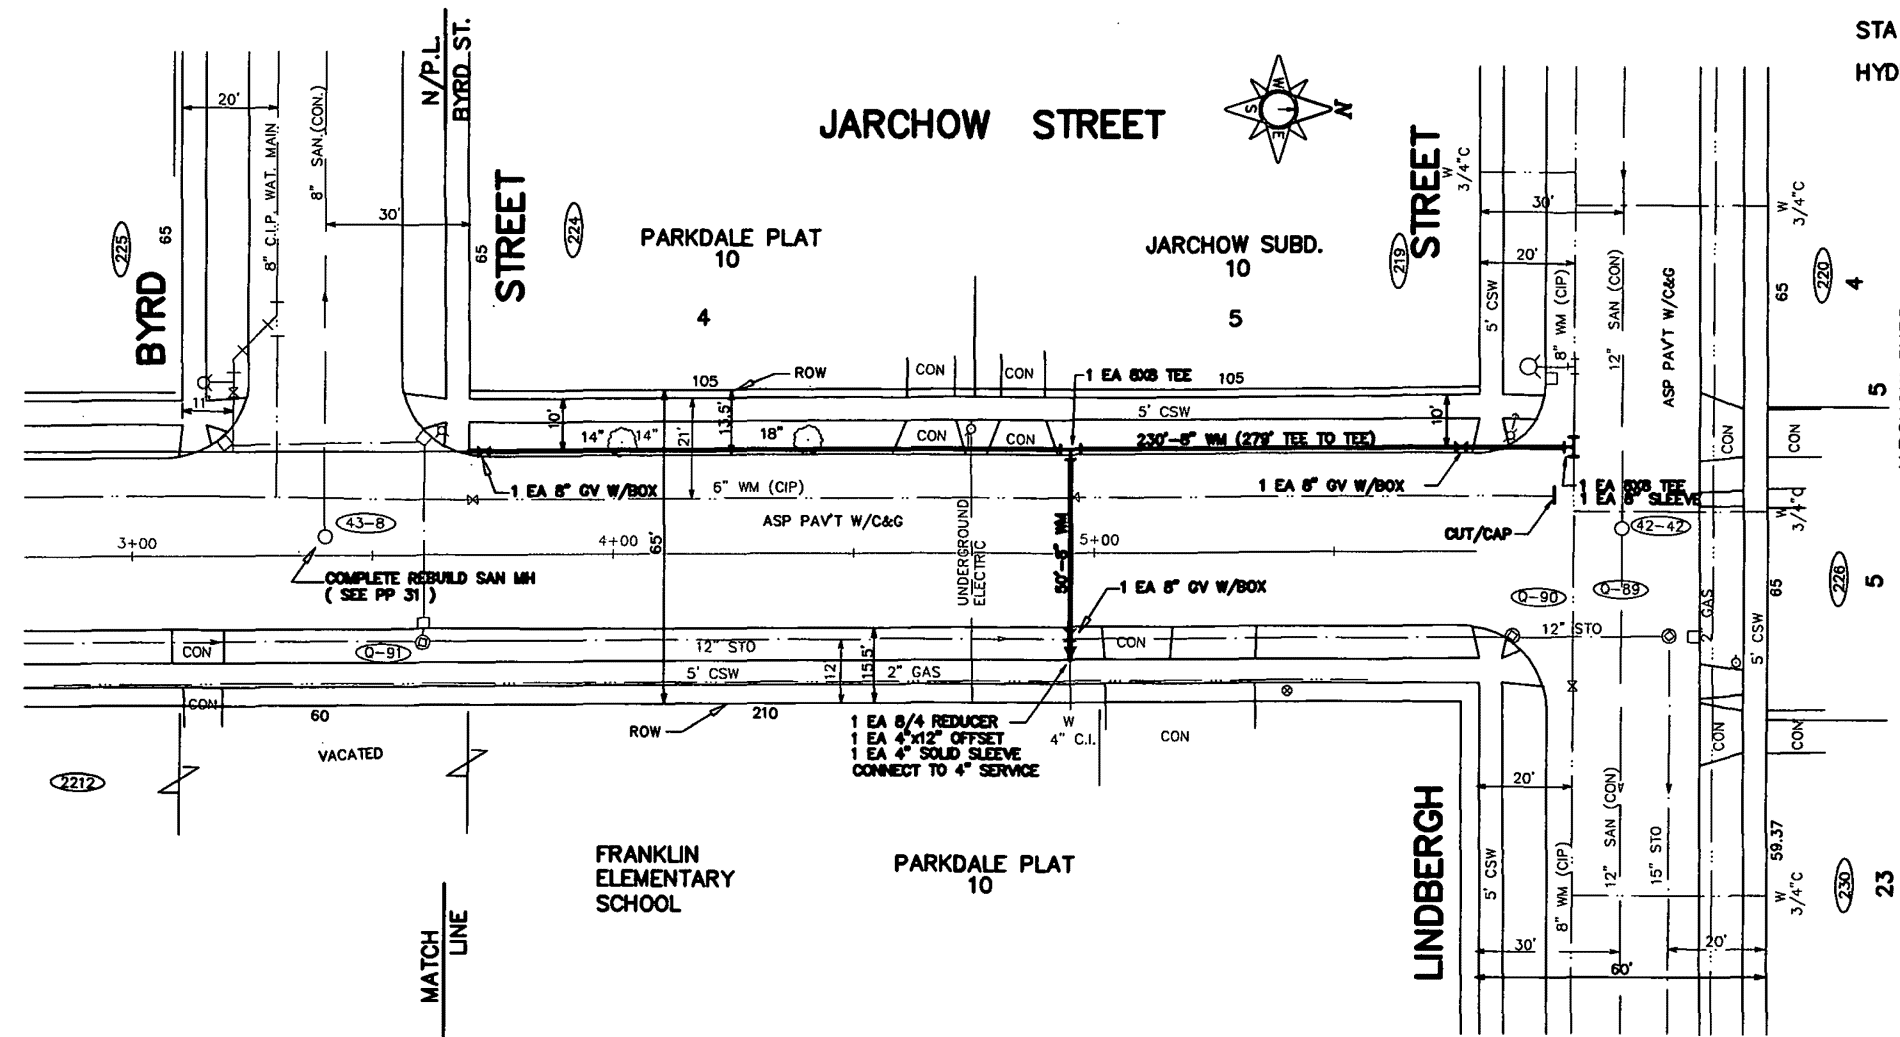 STA
HYD
N/P.L.
BYRD ST.
JARCHOW STREET
W
N
S
E
20'
8" C.I.P. WAT. MAIN
8" SAN.(CON.)
30'
BYRD
STREET
65
65
225
224
PARKDALE PLAT
10
4
JARCHOW SUBD.
10
5
219
STREET
W
3/4"C
30'
20'
5' CSW
8" WM (CIP)
12" SAN (CON)
ASP PAV'T W/C&G
W
3/4"C
65
220
4
5
11'
105
ROW
CON
CON
1 EA 8X8 TEE
105
10'
14"
14"
21'
13.5'
18"
CON
CON
5' CSW
230'-8" WM (279' TEE TO TEE)
10'
CON
CON
1 EA 8" GV W/BOX
6" WM (CIP)
1 EA 8" GV W/BOX
1 EA 8X8 TEE
1 EA 8" SLEEVE
W
3/4"C
43-8
ASP PAV'T W/C&G
42-42
CUT/CAP
3+00
4+00
5+00
65'
UNDERGROUND
ELECTRIC
50'-8" WM
COMPLETE REBUILD SAN MH
( SEE PP 31 )
1 EA 8" GV W/BOX
Q-90
Q-89
2" GAS
65
226
5
CON
Q-91
12" STO
CON
12" STO
5' CSW
5' CSW
2" GAS
12'
15.5'
CON
60
210
ROW
1 EA 8/4 REDUCER
1 EA 4"x12" OFFSET
1 EA 4" SOLID SLEEVE
CONNECT TO 4" SERVICE
W
4" C.I.
CON
CON
CON
VACATED
2212
20'
LINDBERGH
FRANKLIN
ELEMENTARY
SCHOOL
PARKDALE PLAT
10
5' CSW
8" WM (CIP)
12" SAN (CON)
15" STO
59.37
W
3/4"C
230
23
MATCH
LINE
30'
20'
60'